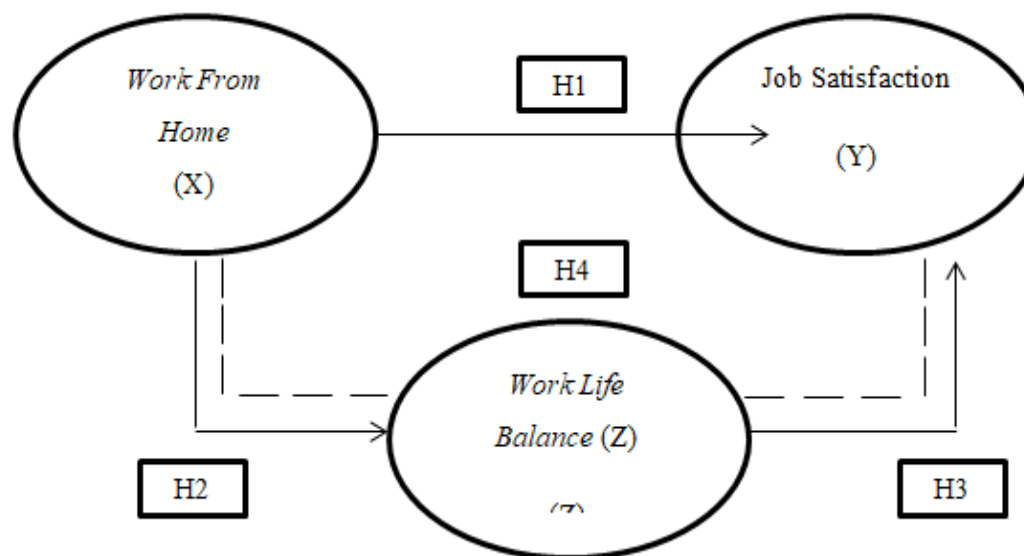 Work From
Home
(X)
H1
Job Satisfaction
(Y)
H4
Work Life
Balance (Z)
H2
H3